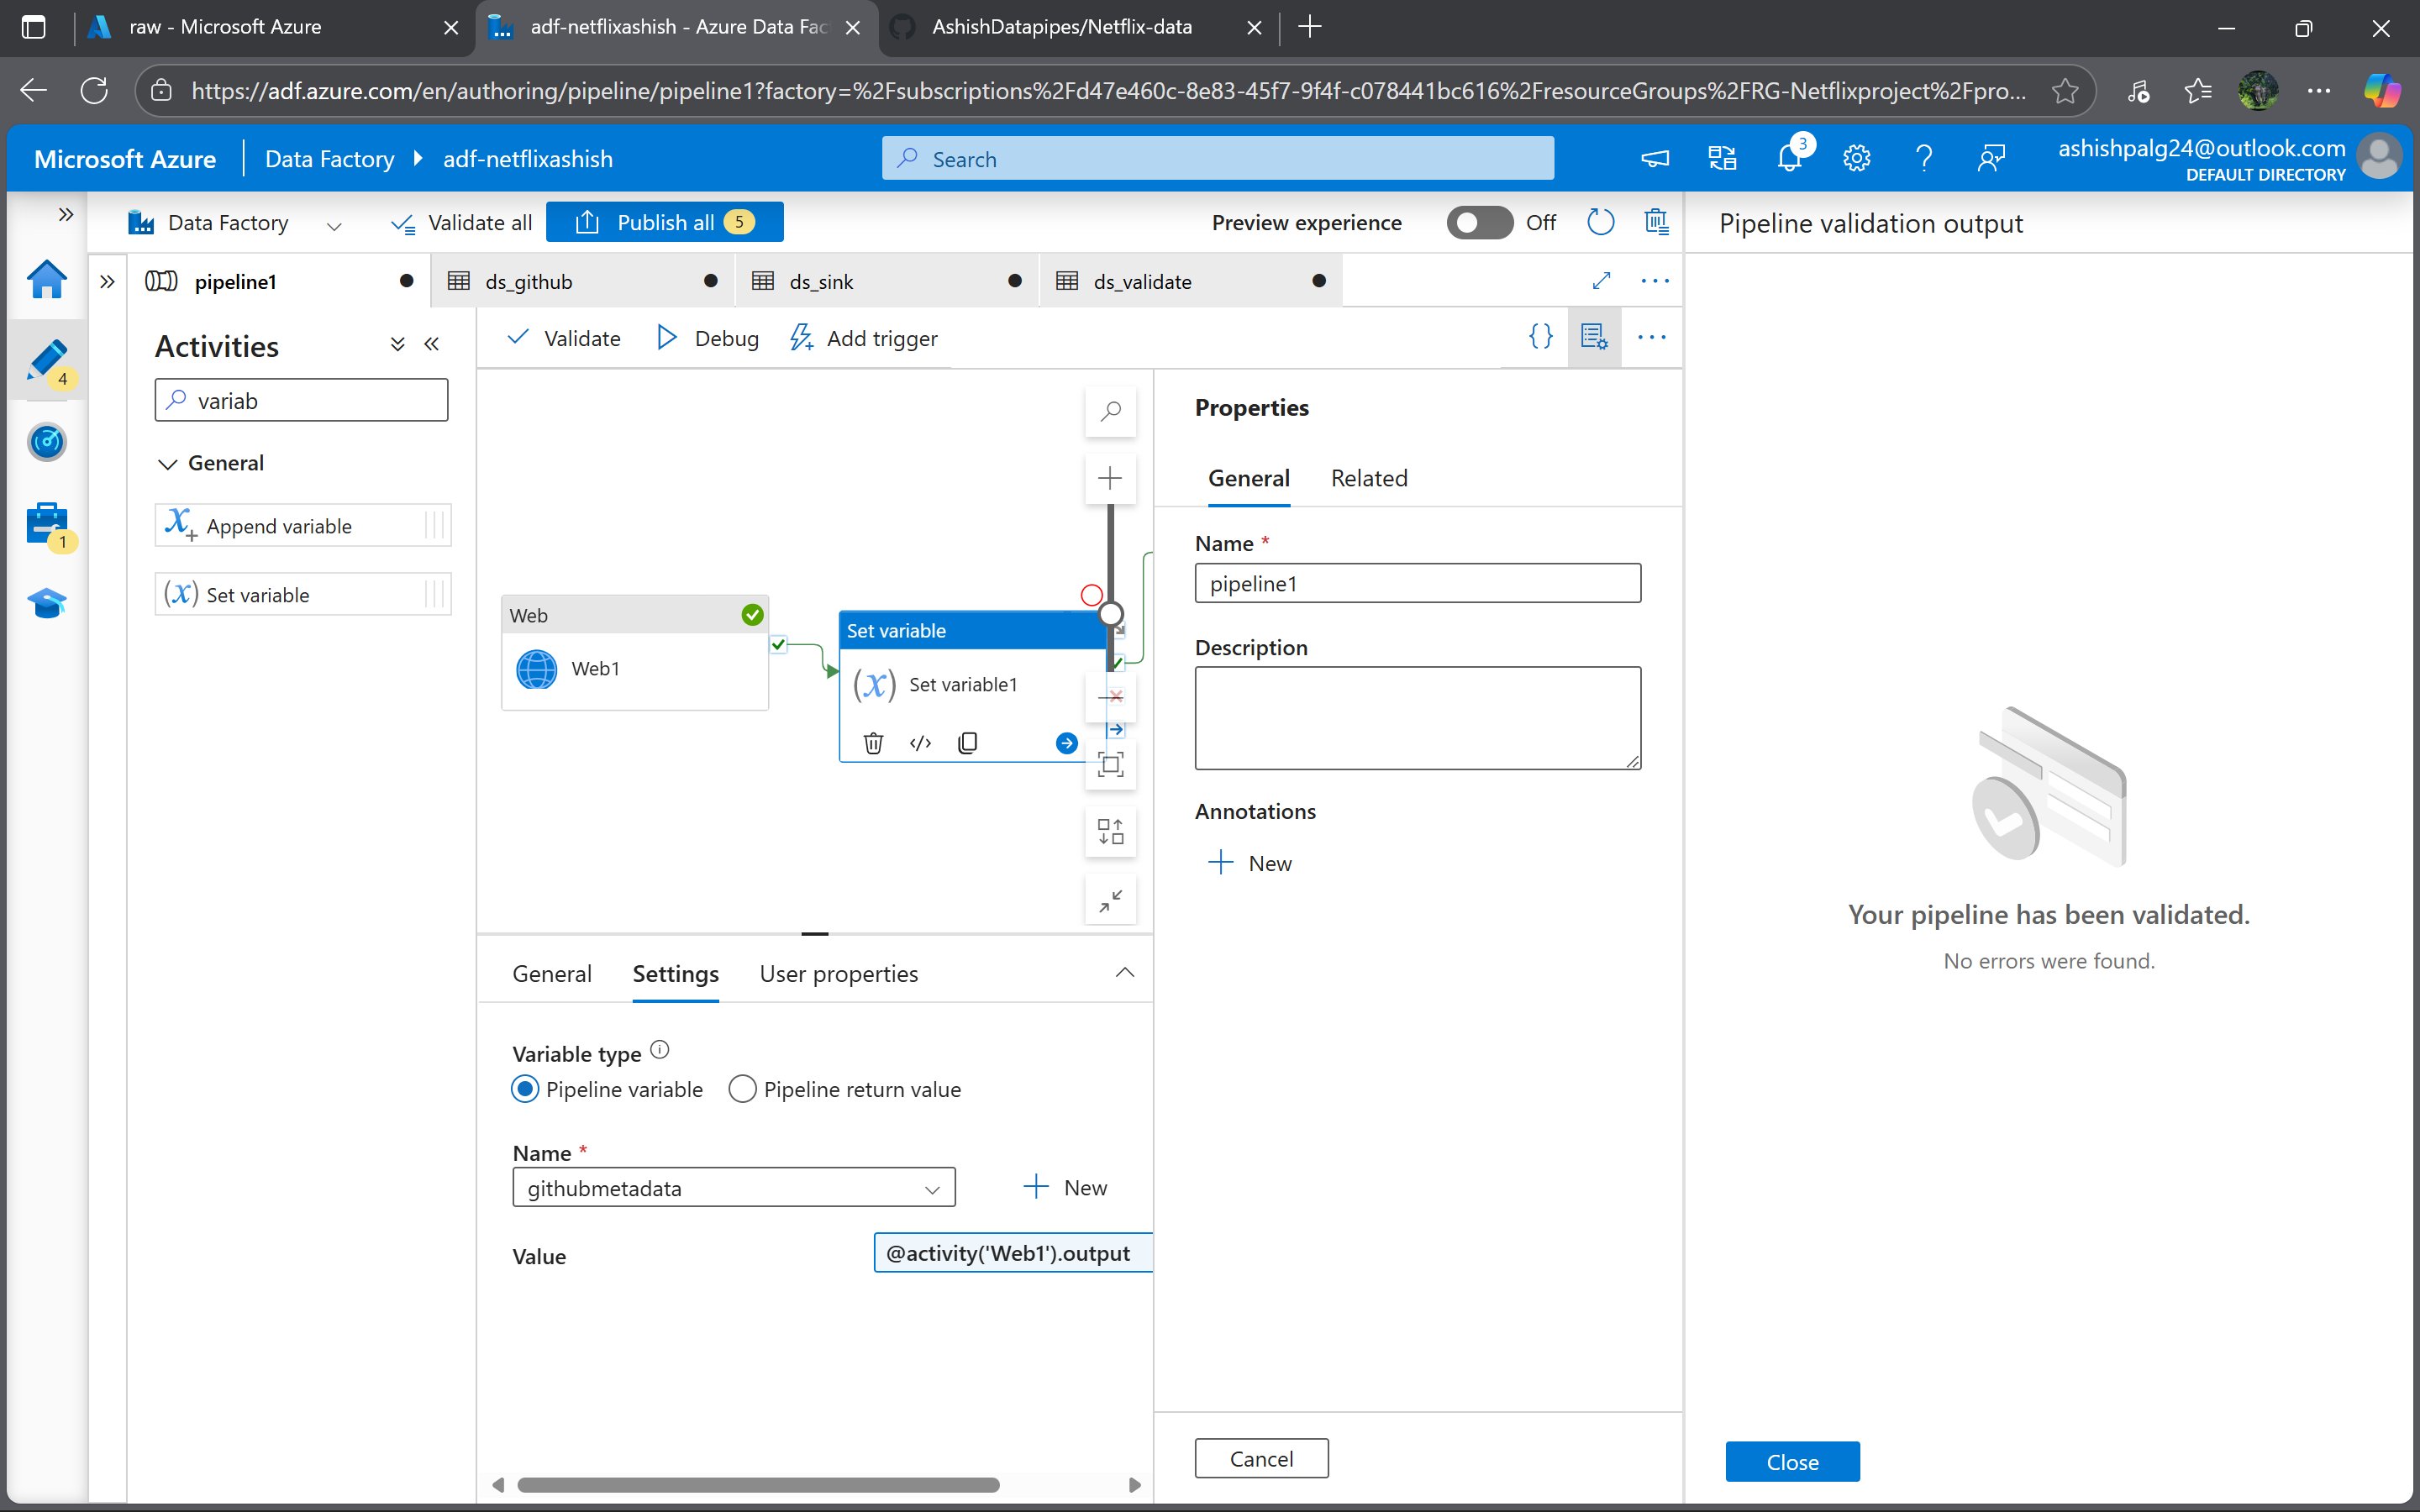 raw - Microsoft Azure
adf-netflixashish - Azure Data Fac
AshishDatapipes/Netflix-data
https://adf.azure.com/en/authoring/pipeline/pipeline1?factory=%2Fsubscriptions%2Fd47e460c-8e83-45f7-9f4f-c078441bc616%2FresourceGroups%2FRG-Netflixproject%2Fpro...
Microsoft Azure
Data Factory
adf-netflixashish
Search
3
ashishpalg24@outlook.com
DEFAULT DIRECTORY
Data Factory
Validate all
Publish all 5
Preview experience
Off
Pipeline validation output
pipeline1
ds_github
ds_sink
ds_validate
4
1
Activities
variab
General
Append variable
Set variable
Validate
Debug
Add trigger
Web
Web1
Set variable
(x) Set variable1
General
Settings
User properties
Variable type
Pipeline variable
Pipeline return value
Name *
githubmetadata
New
Value
@activity('Web1').output
Properties
General
Related
Name *
pipeline1
Description
Annotations
New
Cancel
Your pipeline has been validated.
No errors were found.
Close